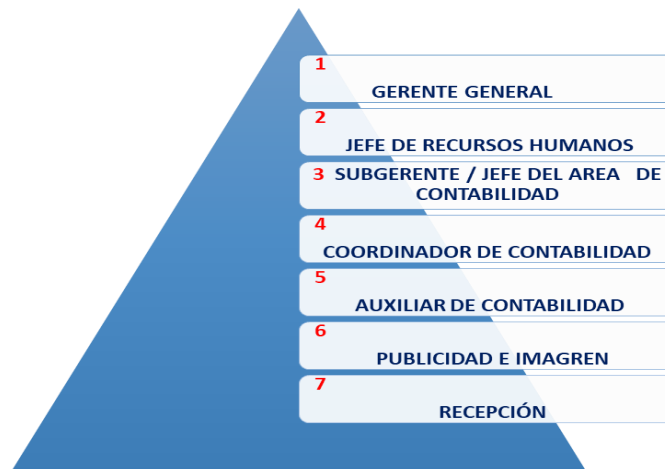 1
GERENTE GENERAL
2
JEFE DE RECURSOS HUMANOS
3 SUBGERENTE / JEFE DEL AREA DE
CONTABILIDAD
4
COORDINADOR DE CONTABILIDAD
5
AUXILIAR DE CONTABILIDAD
6
PUBLICIDAD E IMAGREN
7
RECEPCIÓN